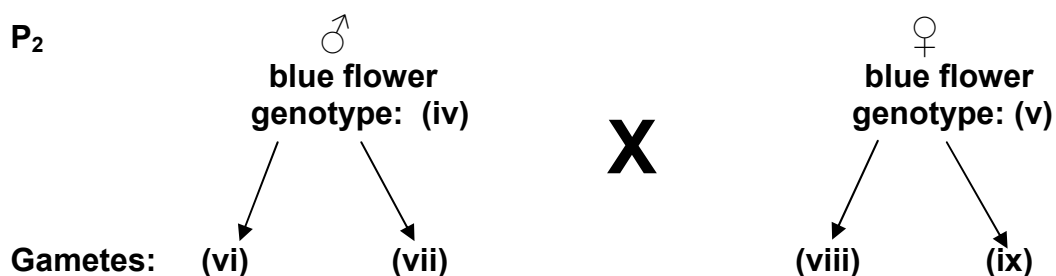 P₂ ♂ ♀
blue flower blue flower
genotype: (iv) X genotype: (v)
Gametes: (vi) (vii) (viii) (ix)